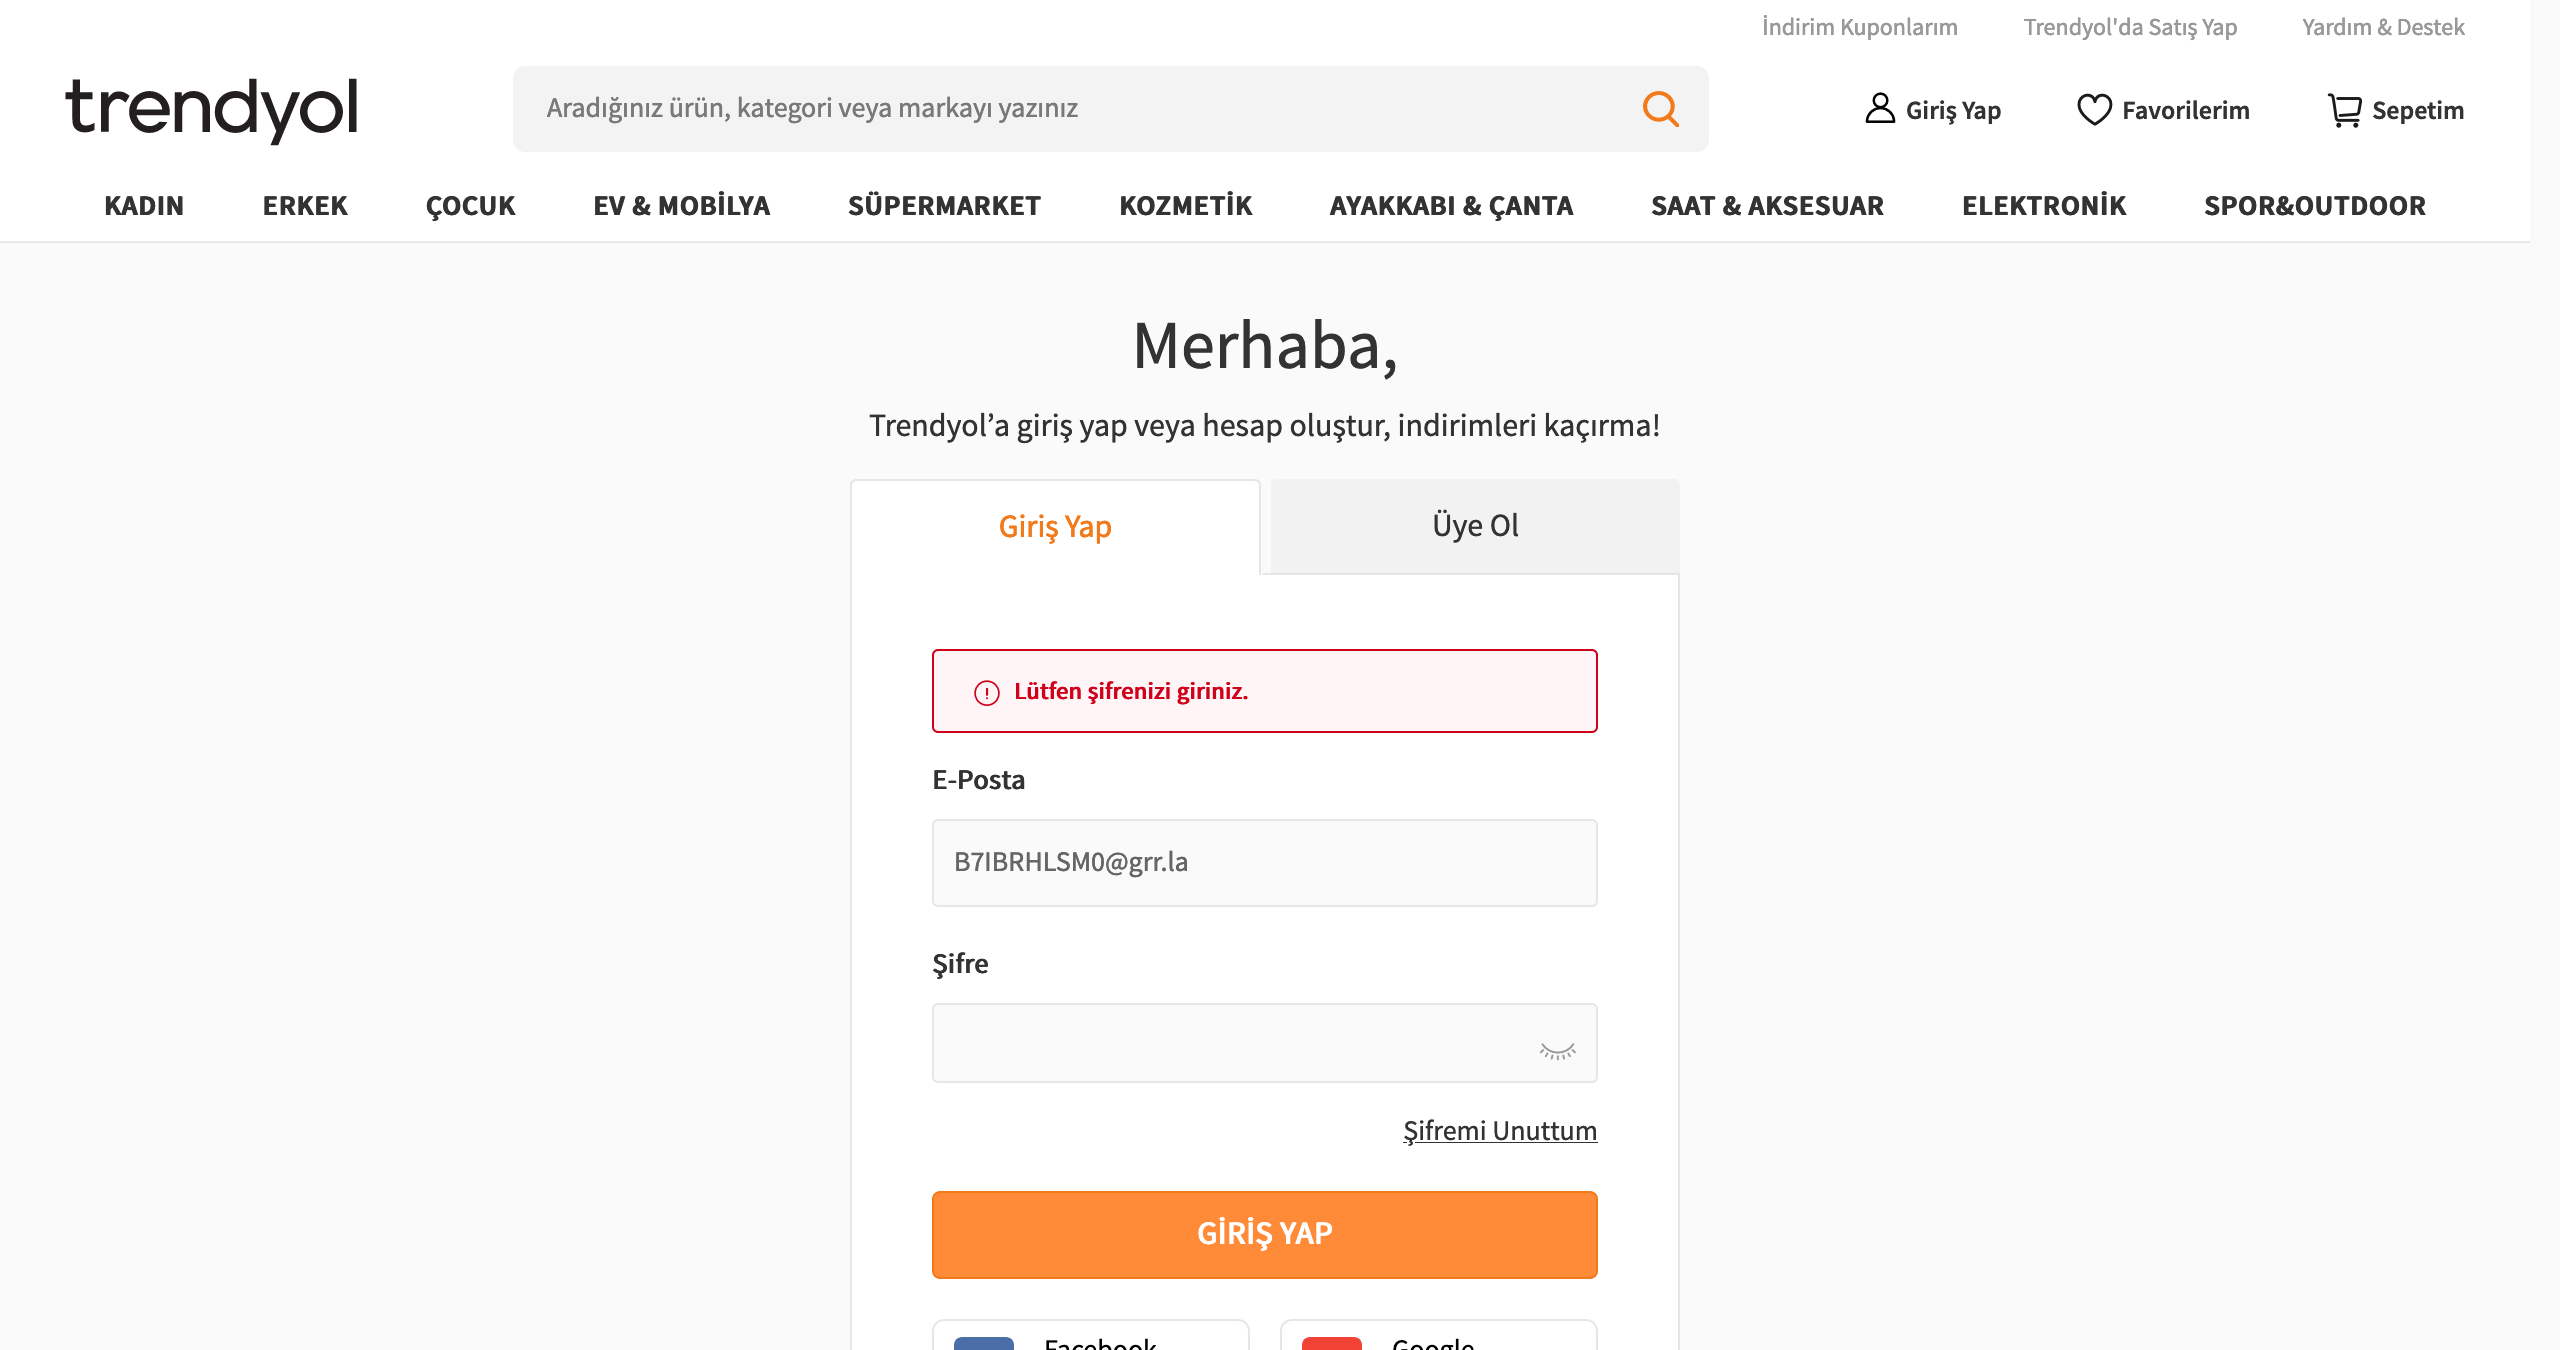 İndirim Kuponlarım Trendyol'da Satış Yap Yardım & Destek
trendyol
Aradığınız ürün, kategori veya markayı yazınız
Giriş Yap Favorilerim Sepetim
KADIN ERKEK ÇOCUK EV & MOBİLYA SÜPERMARKET KOZMETİK AYAKKABI & ÇANTA SAAT & AKSESUAR ELEKTRONİK SPOR&OUTDOOR
Merhaba,
Trendyol’a giriş yap veya hesap oluştur, indirimleri kaçırma!
Giriş Yap Üye Ol
Lütfen şifrenizi giriniz.
E-Posta
B7IBRHLSM0@grr.la
Şifre
Şifremi Unuttum
GİRİŞ YAP
Facebook Google